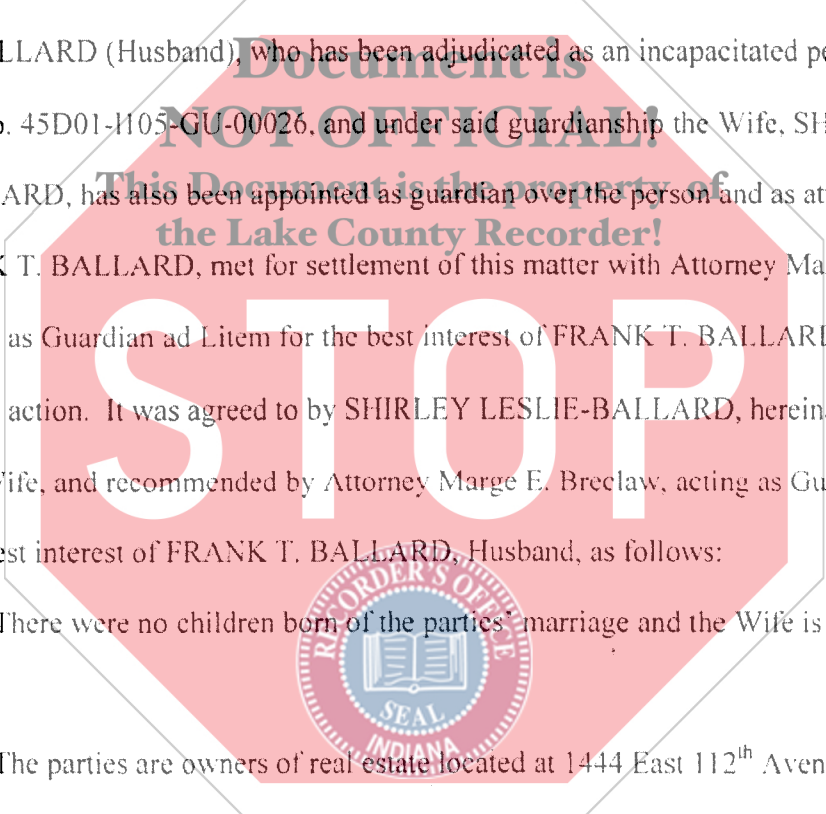 LLARD (Husband), who has been adjudicated as an incapacitated pe
Document is
. 45D01-1105-GU-00026, and under said guardianship the Wife, SH
NOT OFFICIAL!
ARD, has also been appointed as guardian over the person and as at
This Document is the property of
the Lake County Recorder!
K T. BALLARD, met for settlement of this matter with Attorney Ma
as Guardian ad Litem for the best interest of FRANK T. BALLARD
STOP
action. It was agreed to by SHIRLEY LESLIE-BALLARD, herein
ife, and recommended by Attorney Marge E. Breclaw, acting as Gu
est interest of FRANK T. BALLARD, Husband, as follows:
RECORDER'S OFFICE
There were no children born of the parties' marriage and the Wife is
SEAL
INDIANA
The parties are owners of real estate located at 1444 East 112th Aven